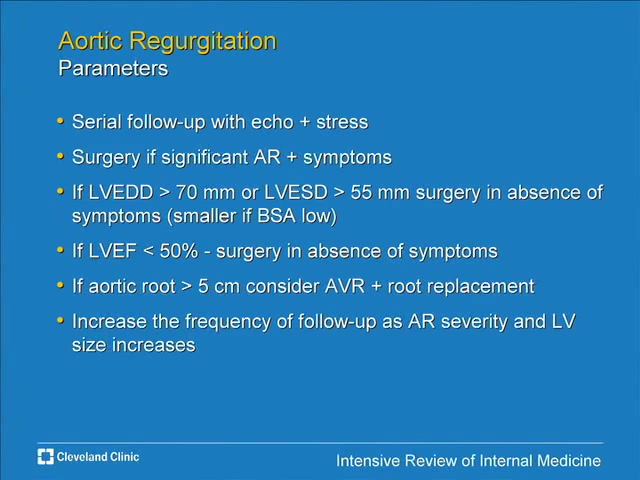 Aortic Regurgitation
Parameters
• Serial follow-up with echo + stress
• Surgery if significant AR + symptoms
• If LVEDD > 70 mm or LVESD > 55 mm surgery in absence of
symptoms (smaller if BSA low)
• If LVEF < 50% - surgery in absence of symptoms
• If aortic root > 5 cm consider AVR + root replacement
• Increase the frequency of follow-up as AR severity and LV
size increases
Cleveland Clinic
Intensive Review of Internal Medicine